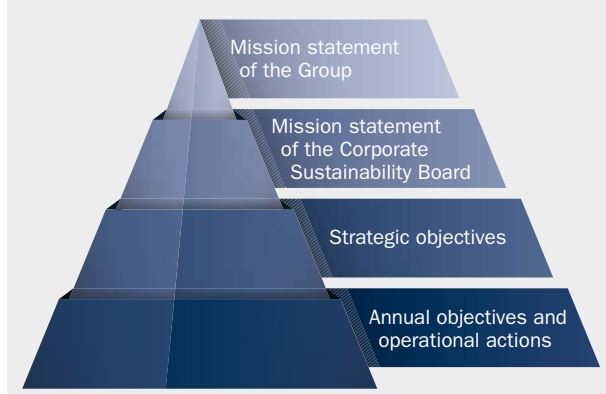 Mission statement
of the Group
Mission statement
of the Corporate
Sustainability Board
Strategic objectives
Annual objectives and
operational actions